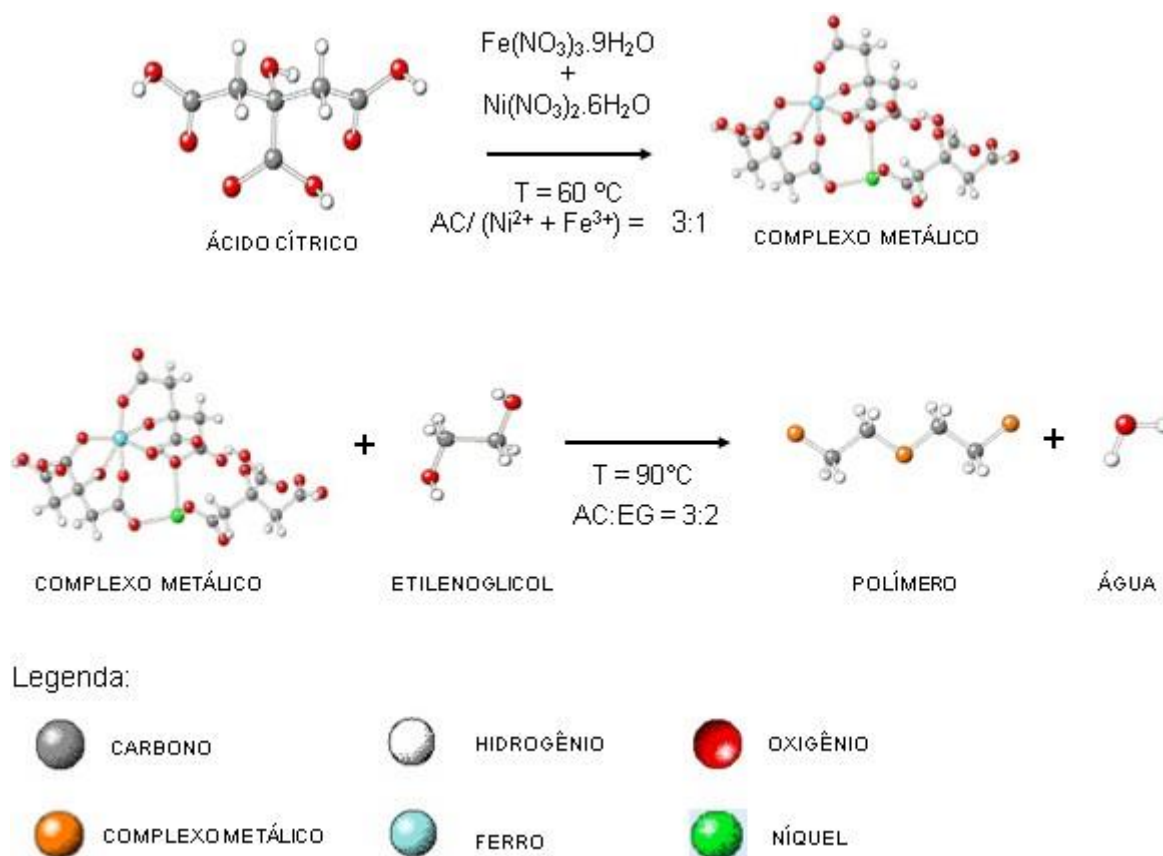 Fe(NO₃)₃.9H₂O
+
Ni(NO₃)₂.6H₂O
T = 60 ºC
AC/ (Ni²⁺ + Fe³⁺) = 3:1
ÁCIDO CÍTRICO
COMPLEXO METÁLICO
+
+
T = 90°C
AC:EG = 3:2
COMPLEXO METÁLICO
ETILENOGLICOL
POLÍMERO
ÁGUA
Legenda:
CARBONO
HIDROGÊNIO
OXIGÊNIO
COMPLEXO METÁLICO
FERRO
NÍQUEL